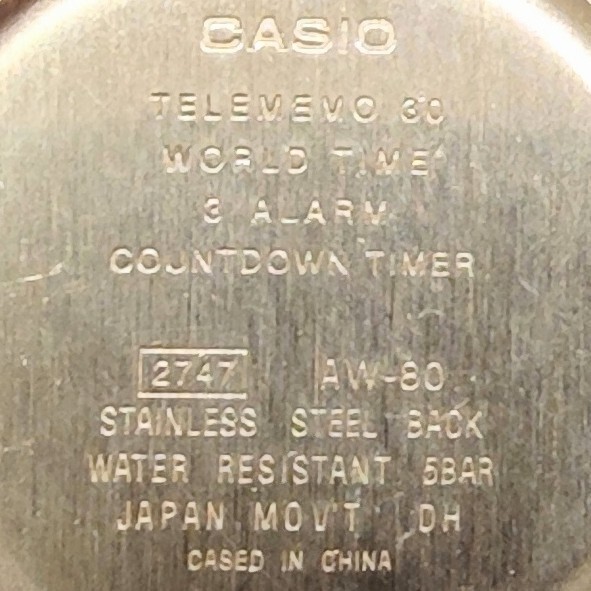 CASIO
TELEMEMO 30
WORLD TIME
3 ALARM
COUNTDOWN TIMER
2747 AW-80
STAINLESS STEEL BACK
WATER RESISTANT 5BAR
JAPAN MOV'T DH
CASED IN CHINA